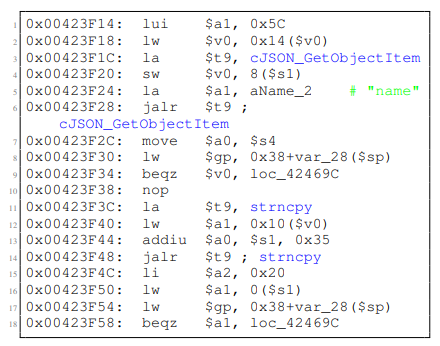 1 0x00423F14: lui $a1, 0x5C
2 0x00423F18: lw $v0, 0x14($v0)
3 0x00423F1C: la $t9, cJSON_GetObjectItem
4 0x00423F20: sw $v0, 8($s1)
5 0x00423F24: la $a1, aName_2 # "name"
6 0x00423F28: jalr $t9 ;
cJSON_GetObjectItem
7 0x00423F2C: move $a0, $s4
8 0x00423F30: lw $gp, 0x38+var_28($sp)
9 0x00423F34: beqz $v0, loc_42469C
10 0x00423F38: nop
11 0x00423F3C: la $t9, strncpy
12 0x00423F40: lw $a1, 0x10($v0)
13 0x00423F44: addiu $a0, $s1, 0x35
14 0x00423F48: jalr $t9 ; strncpy
15 0x00423F4C: li $a2, 0x20
16 0x00423F50: lw $a1, 0($s1)
17 0x00423F54: lw $gp, 0x38+var_28($sp)
18 0x00423F58: beqz $a1, loc_42469C